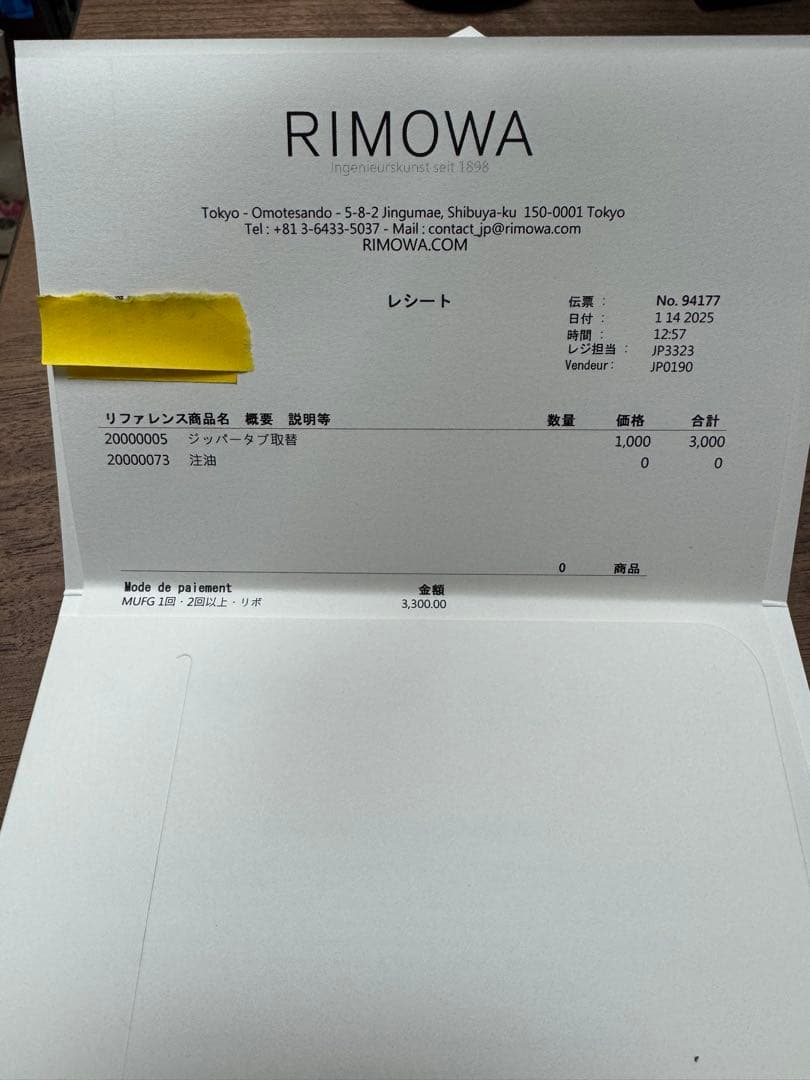 RIMOWA
Ingenieurskunst seit 1898
Tokyo - Omotesando - 5-8-2 Jingumae, Shibuya-ku 150-0001 Tokyo
Tel : +81 3-6433-5037 - Mail : contact_jp@rimowa.com
RIMOWA.COM
レシート
伝票 : No. 94177
日付 : 1 14 2025
時間 : 12:57
レジ担当 : JP3323
Vendeur: JP0190
リファレンス商品名 概要 説明等 数量 価格 合計
20000005 ジッパータブ取替 1,000 3,000
20000073 注油 0 0
0 商品
Mode de paiement 金額
MUFG 1回・2回以上・リボ 3,300.00